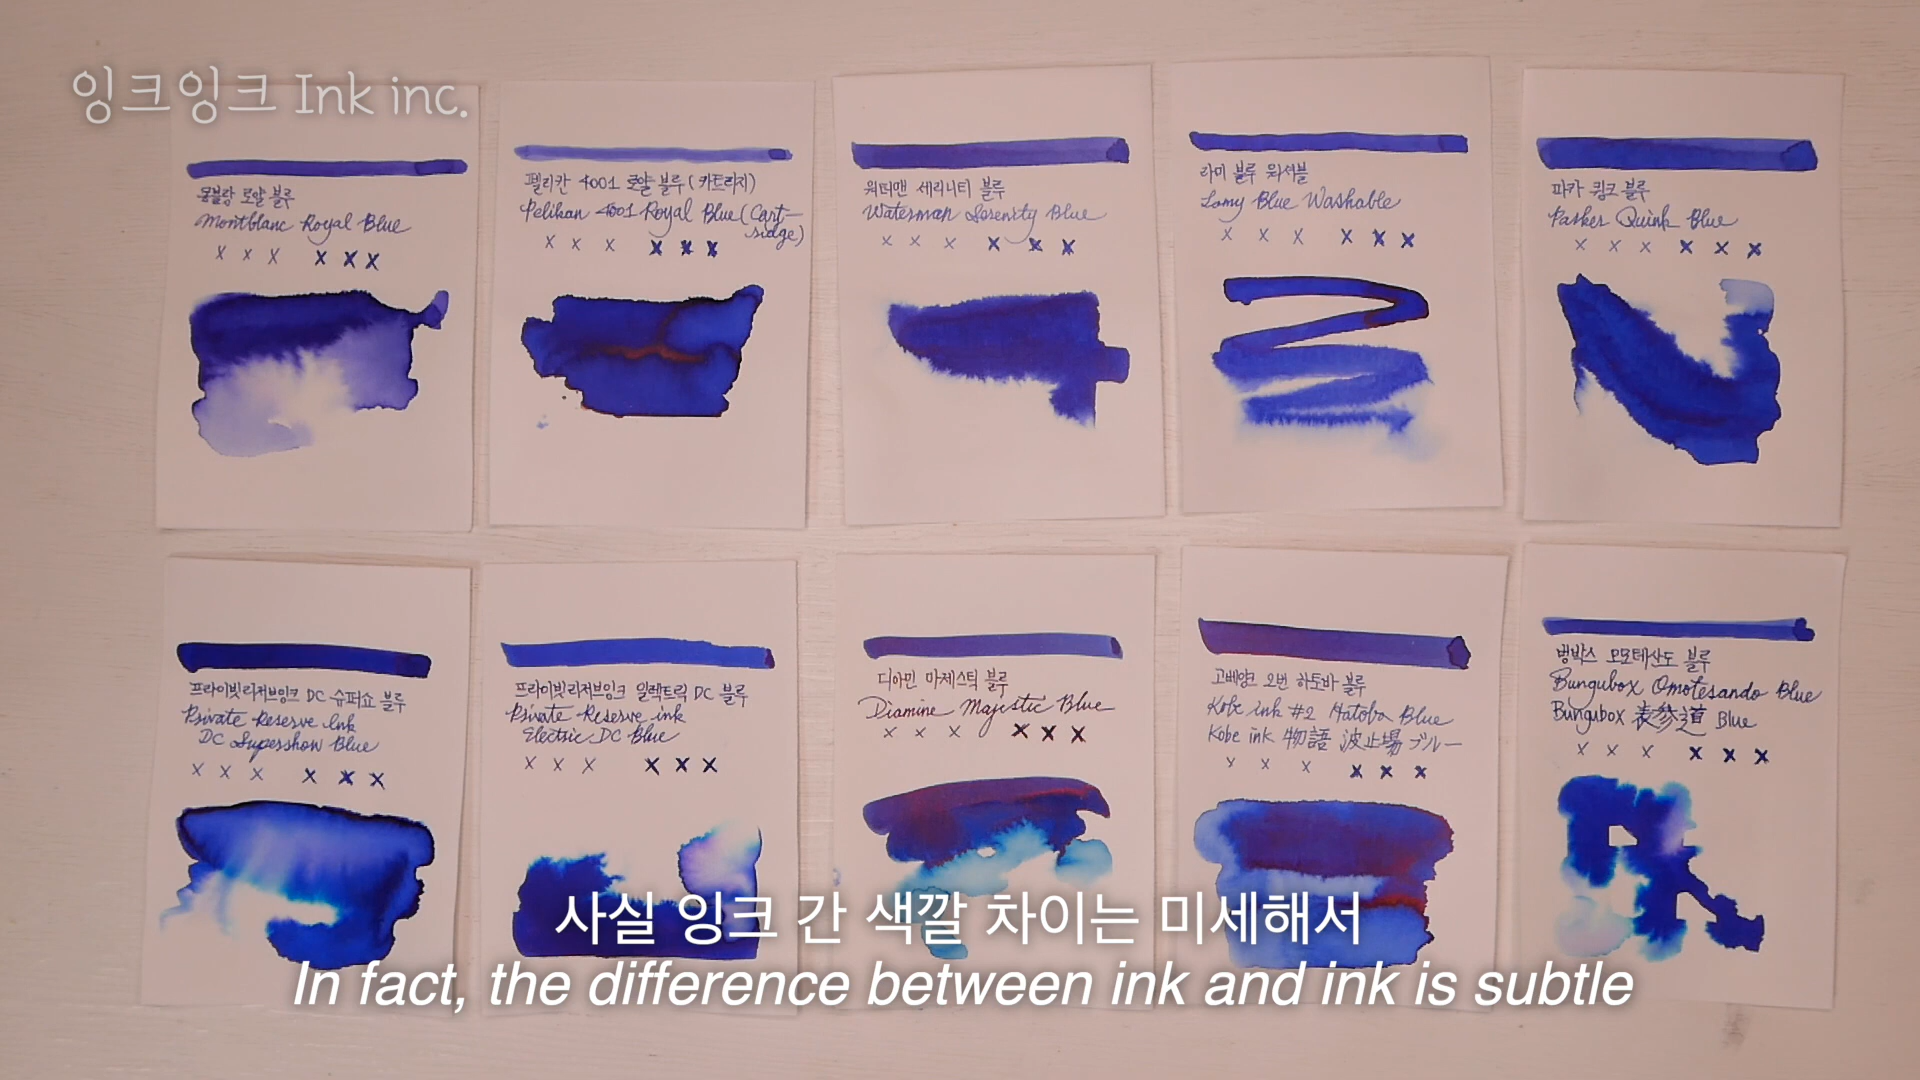 잉크잉크 Ink inc.
몽블랑 로얄 블루
Montblanc Royal Blue
× × × × × ×
펠리칸 4001 로얄 블루 (카트리지)
Pelikan 4001 Royal Blue (Cart-
ridge)
× × × × × ×
워터맨 세리니티 블루
Waterman Serenity Blue
× × × × × ×
라미 블루 워셔블
Lamy Blue Washable
× × × × × ×
파카 큉크 블루
Parker Quink Blue
× × × × × ×
프라이빗리저브잉크 DC 슈퍼쇼 블루
Private Reserve Ink
DC Supershow Blue
× × × × × ×
프라이빗리저브잉크 일렉트릭 DC 블루
Private Reserve ink
Electric DC Blue
× × × × × ×
디아민 마제스틱 블루
Diamine Majestic Blue
× × × × × ×
고베잉크 2번 하토바 블루
Kobe ink #2 Hatoba Blue
Kobe ink 物語 波止場 ブルー
× × × × × ×
벙박스 오모테산도 블루
Bungubox Omotesando Blue
Bungubox 表参道 Blue
× × × × × ×
사실 잉크 간 색깔 차이는 미세해서
In fact, the difference between ink and ink is subtle